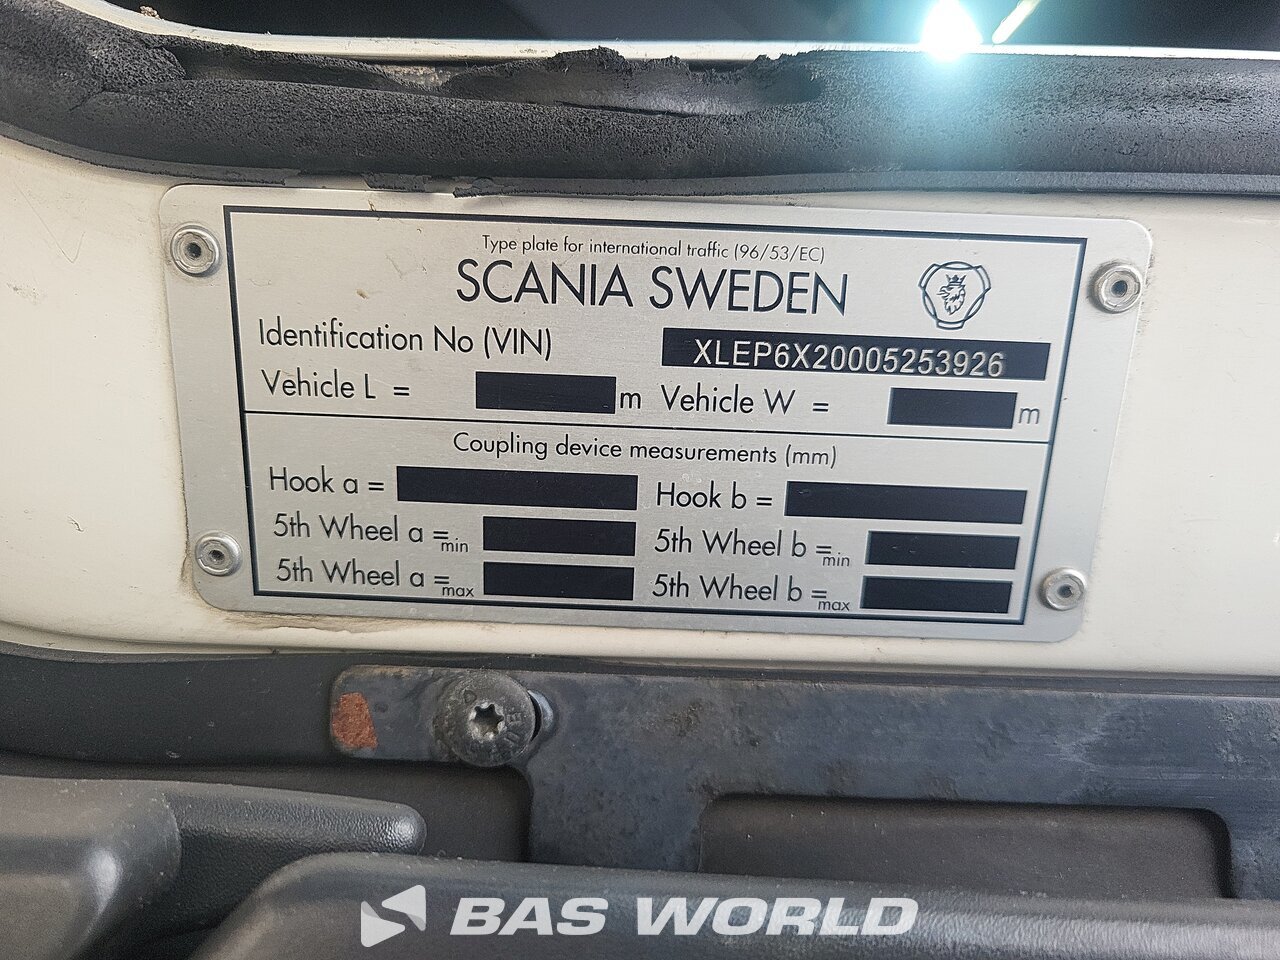 Type plate for international traffic (96/53/EC)
SCANIA SWEDEN
Identification No (VIN) XLEP6X20005253926
Vehicle L = m Vehicle W = m
Coupling device measurements (mm)
Hook a = Hook b =
5th Wheel a =min 5th Wheel b =min
5th Wheel a =max 5th Wheel b =max
BAS WORLD